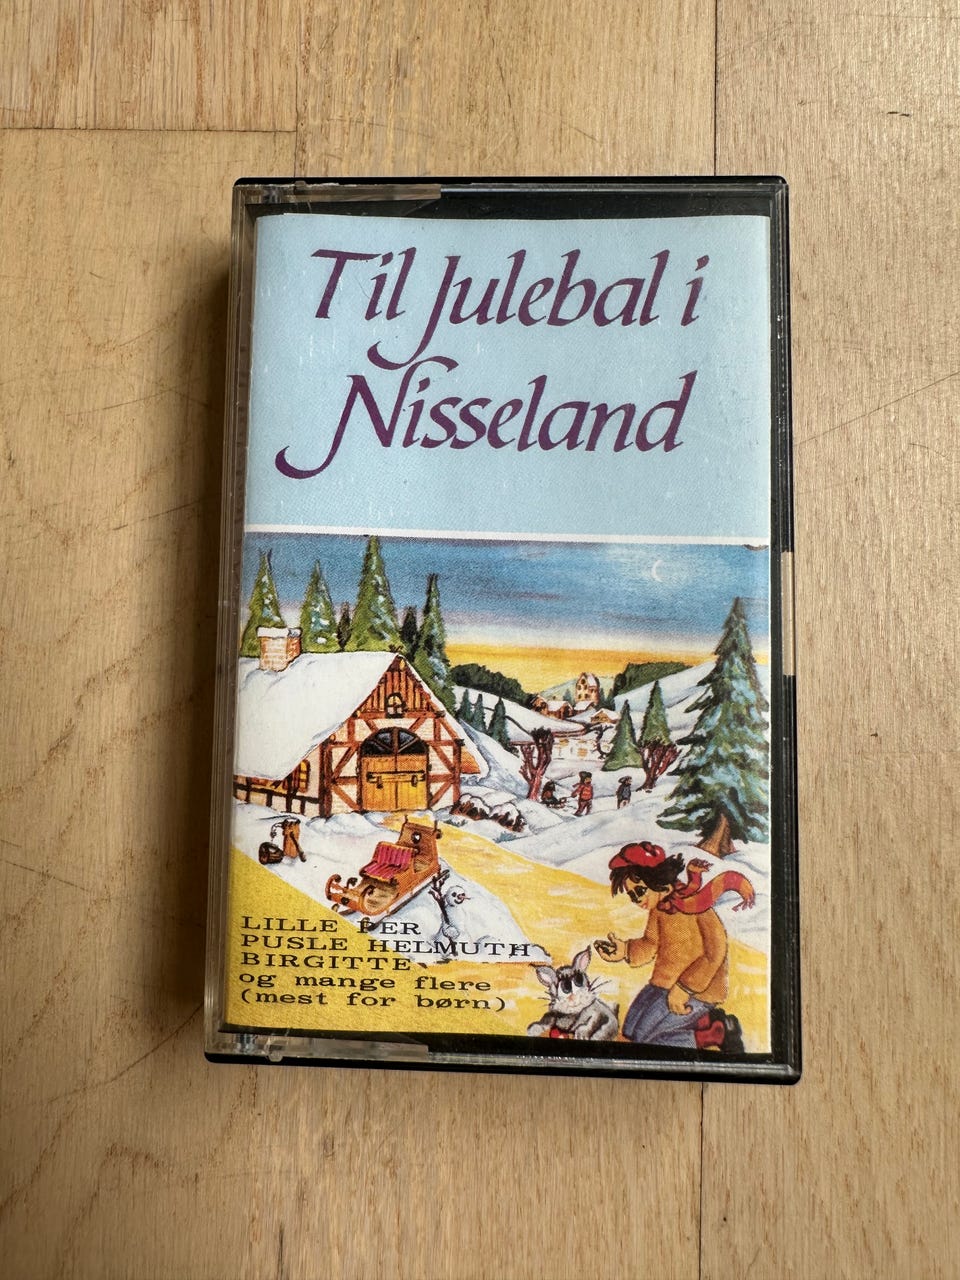 Til Julebal i
Nisseland
LILLE PER
PUSLE HELMUTH
BIRGITTE
og mange flere
(mest for børn)